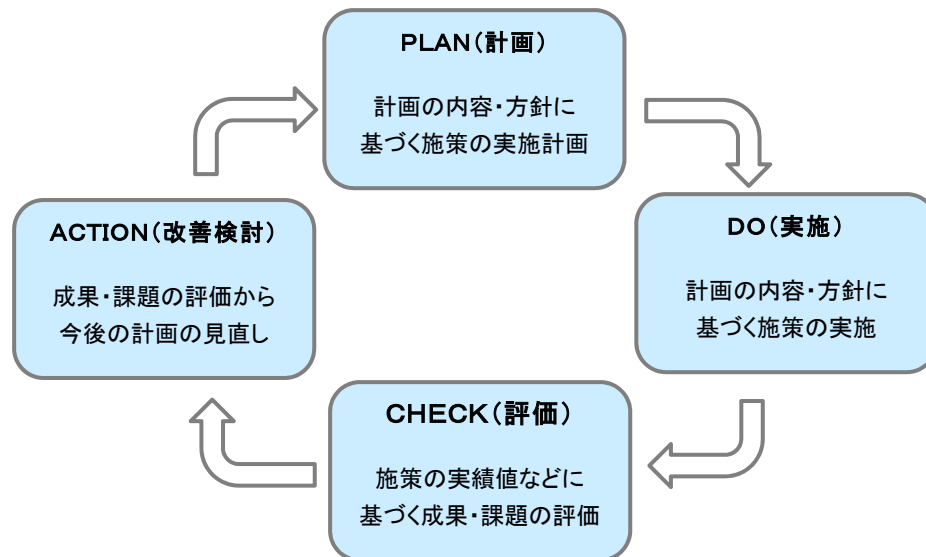 PLAN(計画)
計画の内容・方針に
基づく施策の実施計画
DO(実施)
計画の内容・方針に
基づく施策の実施
CHECK(評価)
施策の実績値などに
基づく成果・課題の評価
ACTION(改善検討)
成果・課題の評価から
今後の計画の見直し